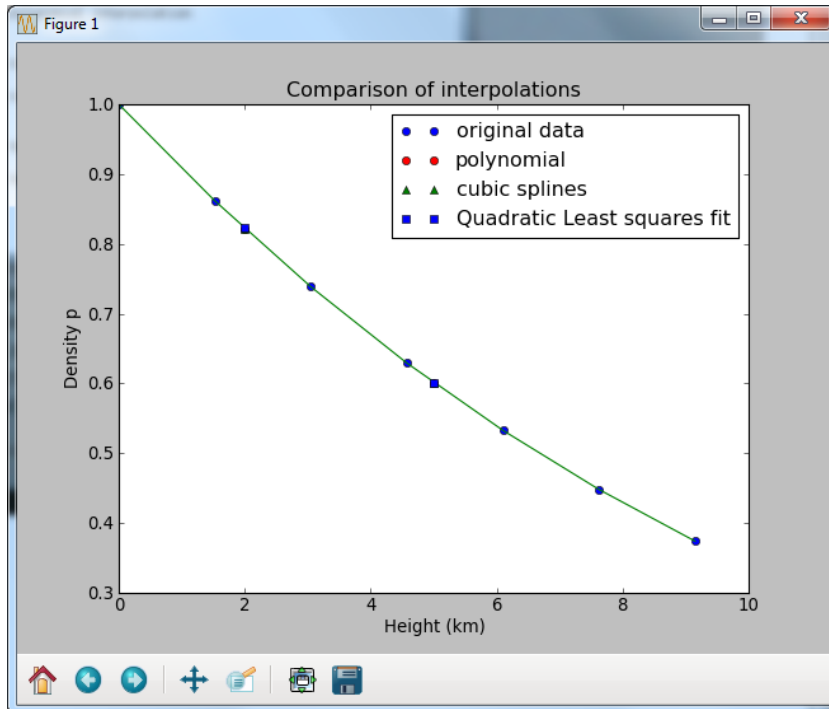 Figure 1
Comparison of interpolations
original data
polynomial
cubic splines
Quadratic Least squares fit
1.0
0.9
0.8
0.7
0.6
0.5
0.4
0.3
Density p
0 2 4 6 8 10
Height (km)